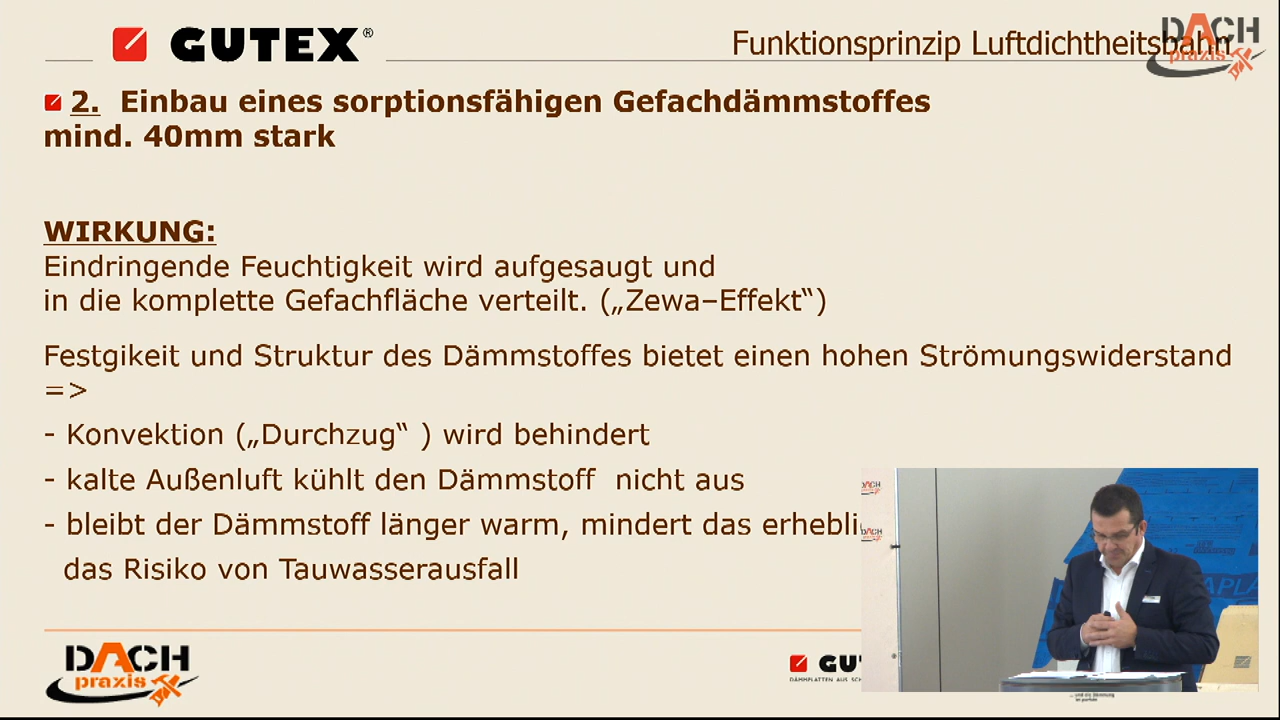 GUTEX®
Funktionsprinzip Luftdichtheitsbahn
DACH
praxis
2. Einbau eines sorptionsfähigen Gefachdämmstoffes
mind. 40mm stark
WIRKUNG:
Eindringende Feuchtigkeit wird aufgesaugt und
in die komplette Gefachfläche verteilt. („Zewa–Effekt“)
Festgikeit und Struktur des Dämmstoffes bietet einen hohen Strömungswiderstand
=>
- Konvektion („Durchzug“ ) wird behindert
- kalte Außenluft kühlt den Dämmstoff nicht aus
- bleibt der Dämmstoff länger warm, mindert das erhebli
das Risiko von Tauwasserausfall
DACH
praxis
GUT
DÄMMPLATTEN AUS SCH
DACH
DACH